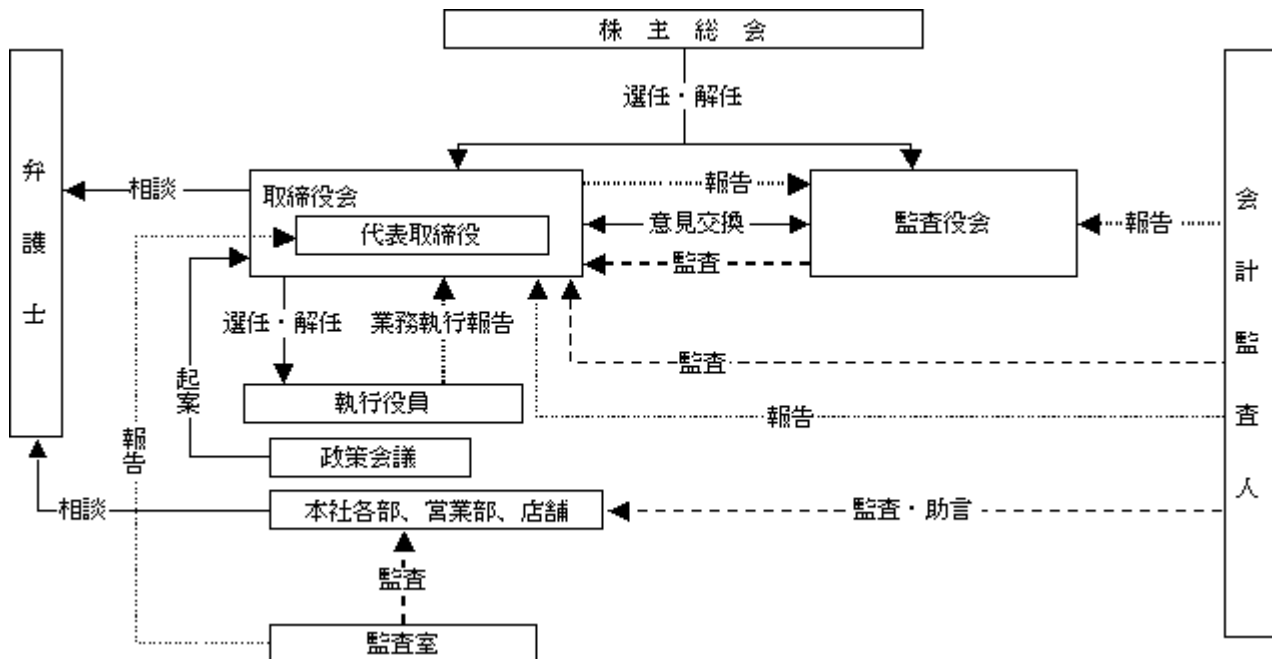 株主総会
選任・解任
弁護士
相談
取締役会
代表取締役
報告
意見交換
監査
監査役会
報告
会計監査人
選任・解任
業務執行報告
起案
執行役員
監査
報告
報告
政策会議
相談
本社各部、営業部、店舗
監査・助言
監査
監査室